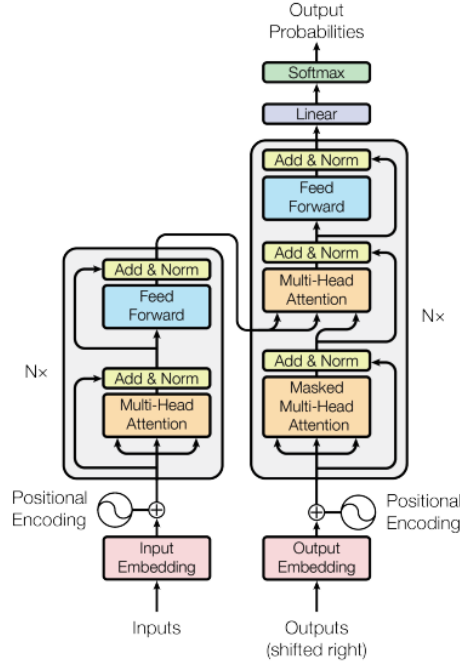 Output
Probabilities
Softmax
Linear
Add & Norm
Feed
Forward
Add & Norm
Multi-Head
Attention
Add & Norm
Masked
Multi-Head
Attention
N×
Positional
Encoding
Output
Embedding
Outputs
(shifted right)
Add & Norm
Feed
Forward
Add & Norm
Multi-Head
Attention
N×
Positional
Encoding
Input
Embedding
Inputs